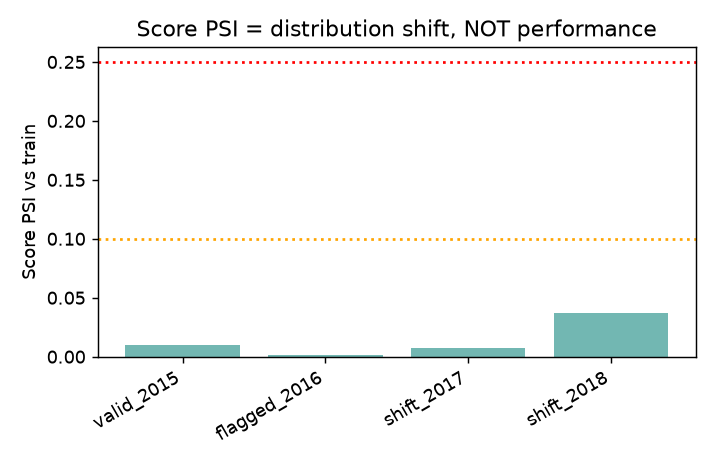 Score PSI = distribution shift, NOT performance
Score PSI vs train
0.25
0.20
0.15
0.10
0.05
0.00
valid_2015
flagged_2016
shift_2017
shift_2018